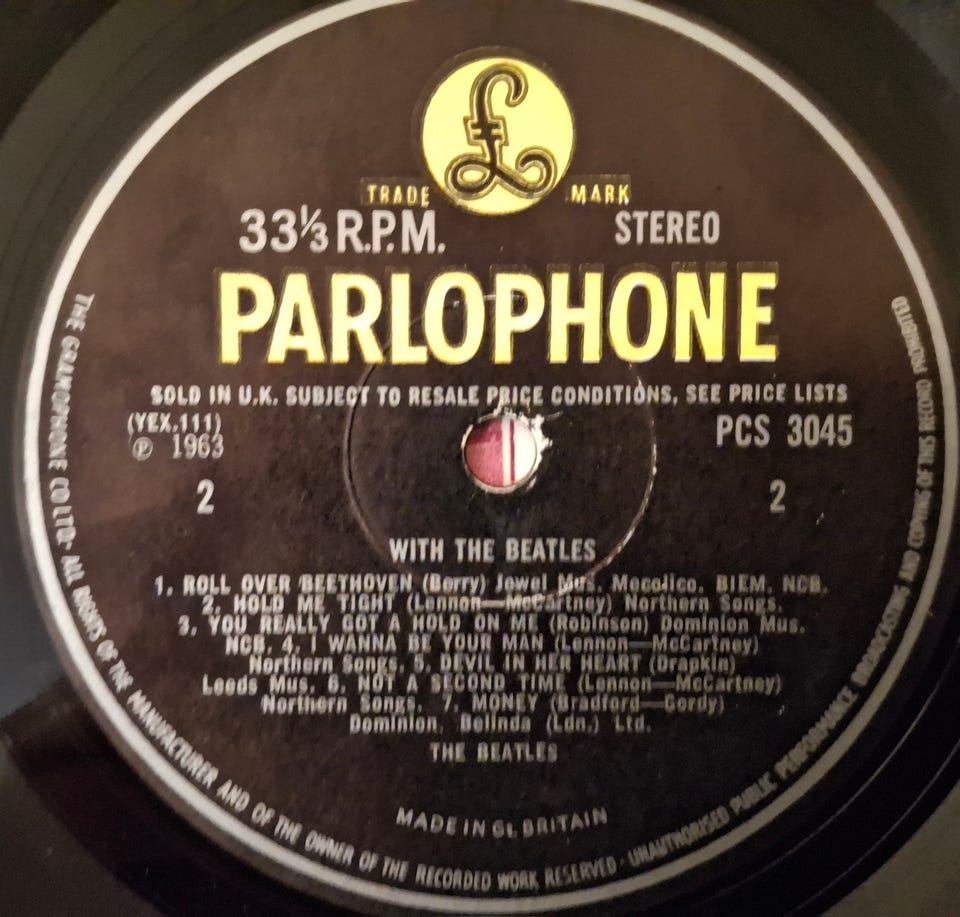 £
TRADE MARK
33⅓ R.P.M. STEREO
PARLOPHONE
SOLD IN U.K. SUBJECT TO RESALE PRICE CONDITIONS, SEE PRICE LISTS
(YEX.111)
℗ 1963 PCS 3045
2 2
WITH THE BEATLES
1. ROLL OVER BEETHOVEN (Berry) Jewel Mus. Mecolico. BIEM. NCB.
2. HOLD ME TIGHT (Lennon—McCartney) Northern Songs.
3. YOU REALLY GOT A HOLD ON ME (Robinson) Dominion Mus.
NCB. 4. I WANNA BE YOUR MAN (Lennon—McCartney)
Northern Songs. 5. DEVIL IN HER HEART (Drapkin)
Leeds Mus. 6. NOT A SECOND TIME (Lennon—McCartney)
Northern Songs. 7. MONEY (Bradford—Gordy)
Dominion, Belinda (Ldn.) Ltd.
THE BEATLES
MADE IN GT. BRITAIN
THE GRAMOPHONE CO LTD· ALL RIGHTS OF THE MANUFACTURER AND OF THE OWNER OF THE RECORDED WORK RESERVED · UNAUTHORISED PUBLIC PERFORMANCE BROADCASTING AND COPYING OF THIS RECORD PROHIBITED